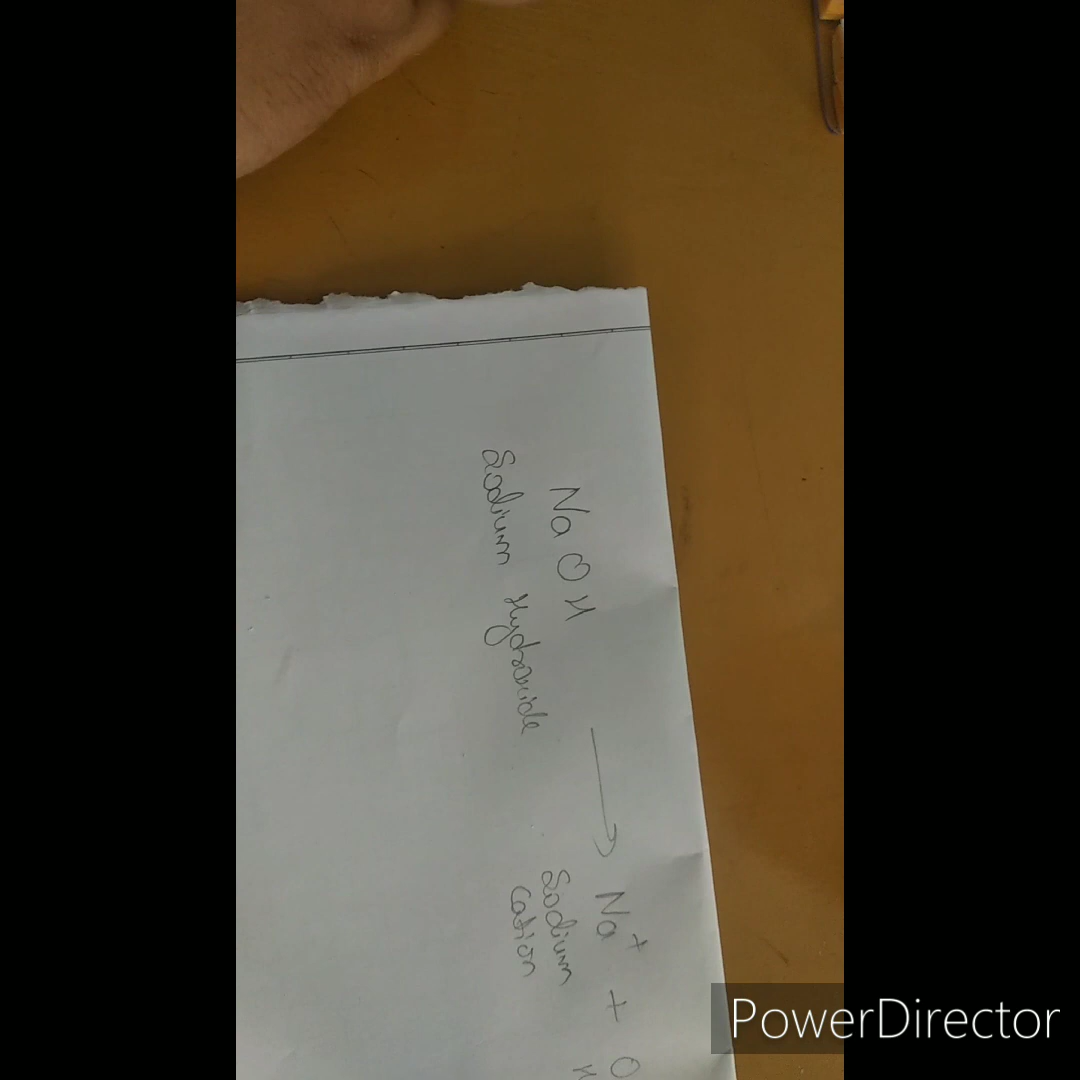 NaOH → Na⁺ + O
Sodium Hydroxide Sodium H
Cation
PowerDirector